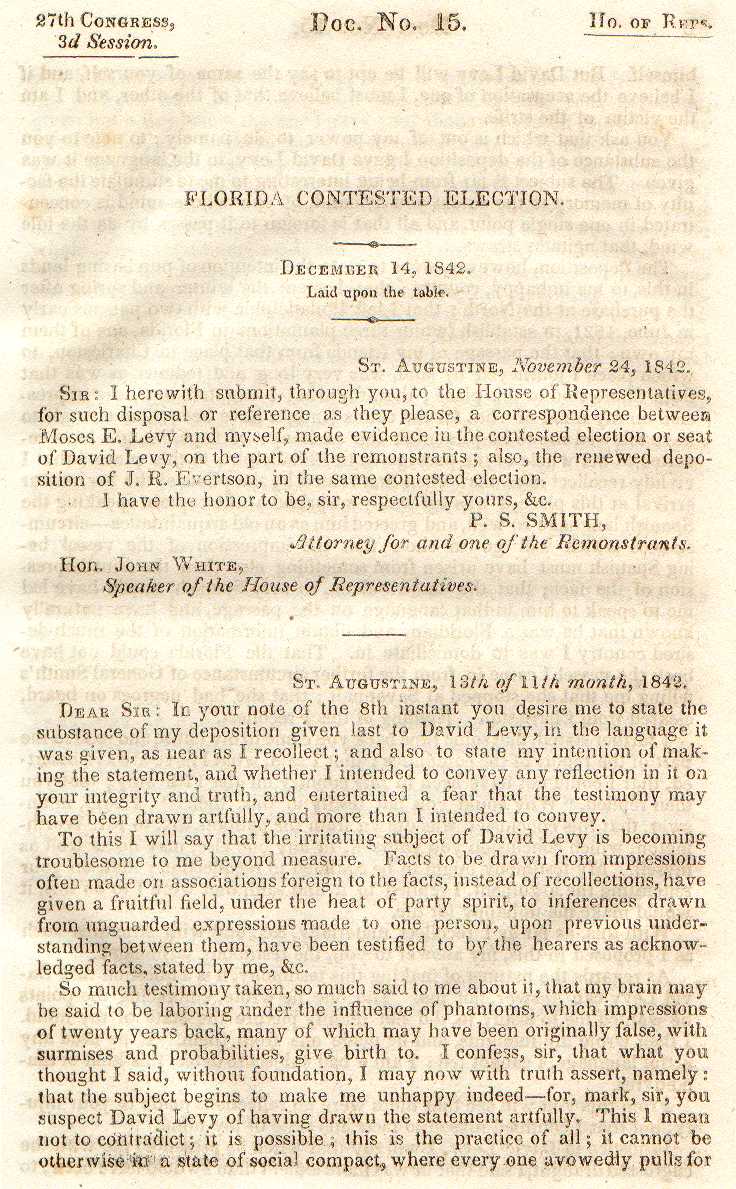 27th Congress,
3d Session.
Doc. No. 15.
Ho. of Reps.
FLORIDA CONTESTED ELECTION.
December 14, 1842.
Laid upon the table.
St. Augustine, November 24, 1842.
Sir: I herewith submit, through you, to the House of Representatives,
for such disposal or reference as they please, a correspondence between
Moses E. Levy and myself, made evidence in the contested election or seat
of David Levy, on the part of the remonstrants; also, the renewed depo-
sition of J. R. Evertson, in the same contested election.
I have the honor to be, sir, respectfully yours, &c.
P. S. SMITH,
Attorney for and one of the Remonstrants.
Hon. John White,
Speaker of the House of Representatives.
St. Augustine, 13th of 11th month, 1842.
Dear Sir: In your note of the 8th instant you desire me to state the
substance of my deposition given last to David Levy, in the language it
was given, as near as I recollect; and also to state my intention of mak-
ing the statement, and whether I intended to convey any reflection in it on
your integrity and truth, and entertained a fear that the testimony may
have been drawn artfully, and more than I intended to convey.
To this I will say that the irritating subject of David Levy is becoming
troublesome to me beyond measure. Facts to be drawn from impressions
often made on associations foreign to the facts, instead of recollections, have
given a fruitful field, under the heat of party spirit, to inferences drawn
from unguarded expressions made to one person, upon previous under-
standing between them, have been testified to by the hearers as acknow-
ledged facts, stated by me, &c.
So much testimony taken, so much said to me about it, that my brain may
be said to be laboring under the influence of phantoms, which impressions
of twenty years back, many of which may have been originally false, with
surmises and probabilities, give birth to. I confess, sir, that what you
thought I said, without foundation, I may now with truth assert, namely:
that the subject begins to make me unhappy indeed—for, mark, sir, you
suspect David Levy of having drawn the statement artfully. This I mean
not to contradict; it is possible; this is the practice of all; it cannot be
otherwise in a state of social compact, where every one avowedly pulls for